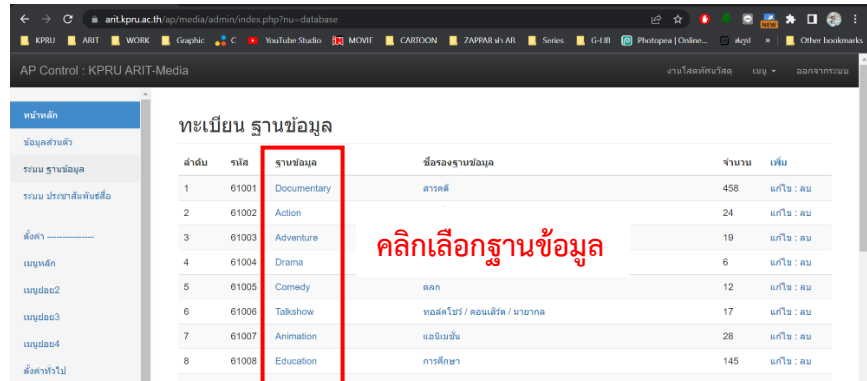 arit.kpru.ac.th/ap/media/admin/index.php?nu=database
KPRU ARIT WORK Graphic C YouTube Studio MOVIE CARTOON ZAPPAR ทำ AR Series G-LIB Photopea | Online... สรุป » Other bookmarks
AP Control : KPRU ARIT-Media งานโสตทัศนวัสดุ เมนู ออกจากระบบ
หน้าหลัก
ข้อมูลส่วนตัว
ระบบ ฐานข้อมูล
ระบบ ประชาสัมพันธ์สื่อ
ตั้งค่า ----------------
เมนูหลัก
เมนูย่อย2
เมนูย่อย3
เมนูย่อย4
ตั้งค่าทั่วไป
ทะเบียน ฐานข้อมูล
ลำดับ รหัส ฐานข้อมูล ชื่อรองฐานข้อมูล จำนวน เพิ่ม
1 61001 Documentary สารคดี 458 แก้ไข : ลบ
2 61002 Action 24 แก้ไข : ลบ
3 61003 Adventure 19 แก้ไข : ลบ
คลิกเลือกฐานข้อมูล
4 61004 Drama 6 แก้ไข : ลบ
5 61005 Comedy ตลก 12 แก้ไข : ลบ
6 61006 Talkshow ทอล์คโชว์ / คอนเสิร์ต / มายากล 17 แก้ไข : ลบ
7 61007 Animation แอนิเมชั่น 28 แก้ไข : ลบ
8 61008 Education การศึกษา 145 แก้ไข : ลบ